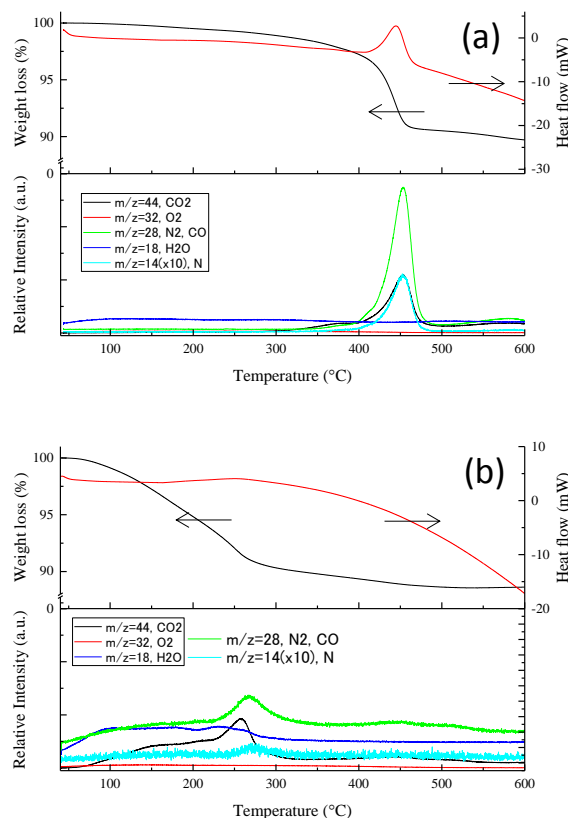 (a)
100
95
90
0
Weight loss (%)
0
-10
-20
-30
Heat flow (mW)
m/z=44, CO2
m/z=32, O2
m/z=28, N2, CO
m/z=18, H2O
m/z=14(x10), N
Relative Intensity (a.u.)
100 200 300 400 500 600
Temperature (°C)
(b)
100
95
90
0
Weight loss (%)
10
0
-10
-20
Heat flow (mW)
m/z=44, CO2
m/z=32, O2
m/z=18, H2O
m/z=28, N2, CO
m/z=14(x10), N
Relative Intensity (a.u.)
100 200 300 400 500 600
Temperature (°C)